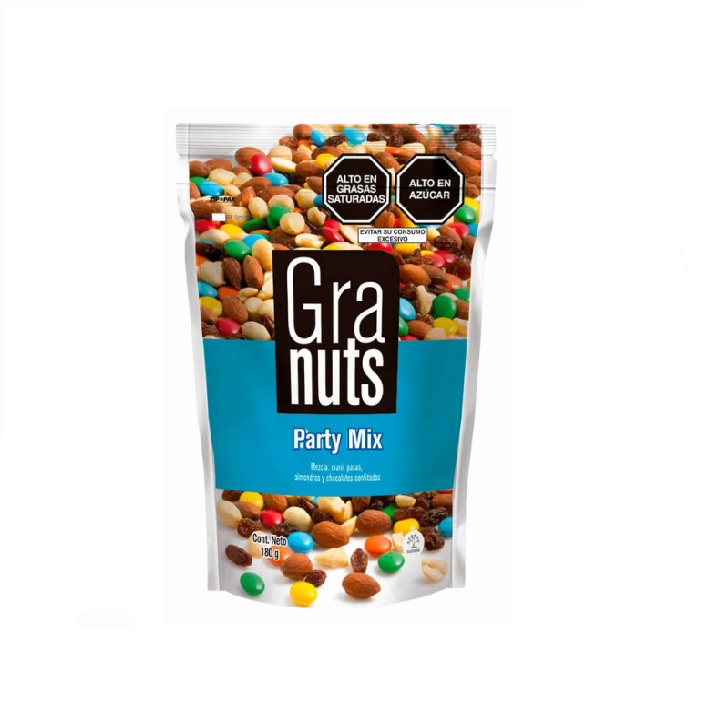 ALTO EN
GRASAS
SATURADAS
ALTO EN
AZÚCAR
EVITAR SU CONSUMO
EXCESIVO
Gra
nuts
Party Mix
Mezcla: maní pasas,
almendras y chocolates confitados
Cont. Neto
180 g